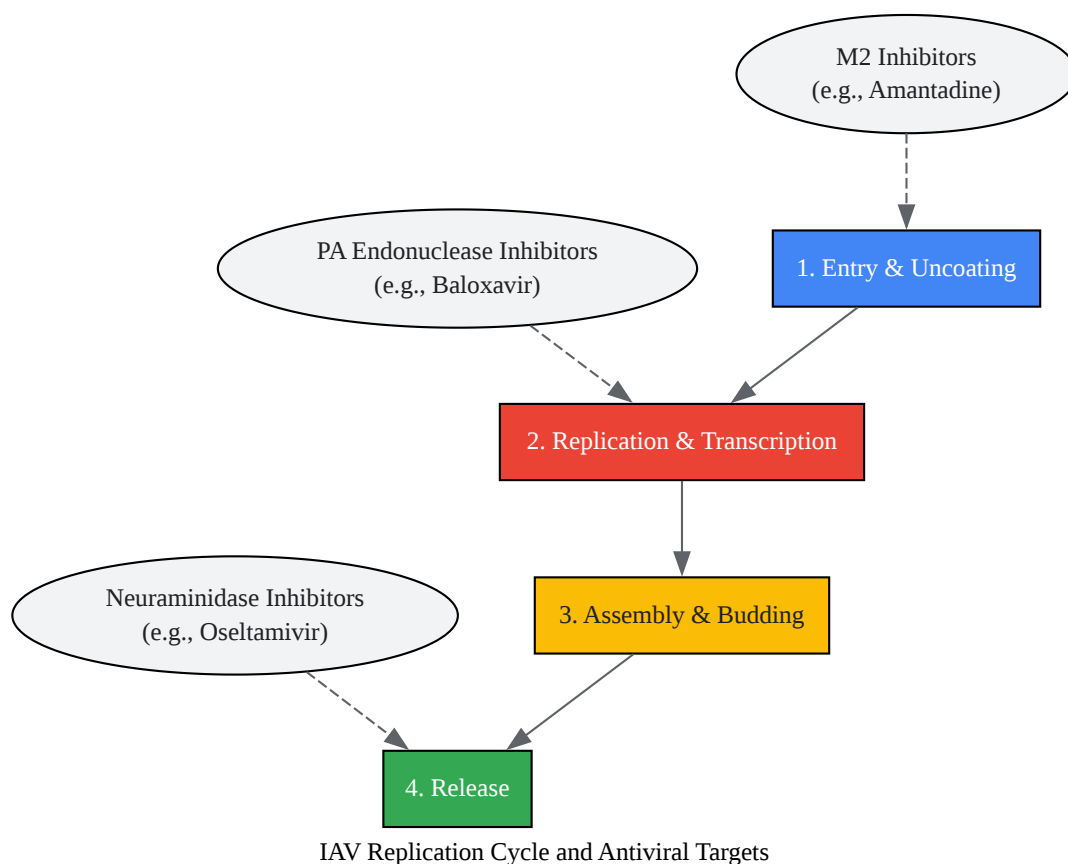 M2 Inhibitors
(e.g., Amantadine)
1. Entry & Uncoating
PA Endonuclease Inhibitors
(e.g., Baloxavir)
2. Replication & Transcription
3. Assembly & Budding
Neuraminidase Inhibitors
(e.g., Oseltamivir)
4. Release
IAV Replication Cycle and Antiviral Targets